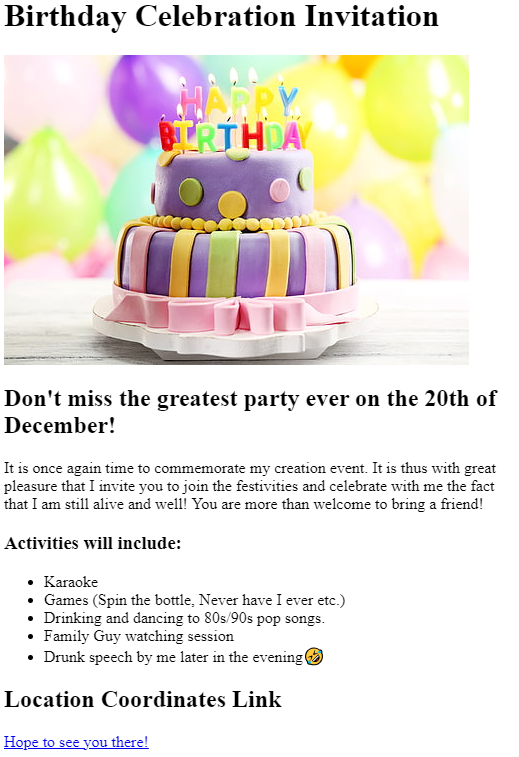 Birthday Celebration Invitation
HAPPY
BIRTHDAY
Don't miss the greatest party ever on the 20th of
December!
It is once again time to commemorate my creation event. It is thus with great
pleasure that I invite you to join the festivities and celebrate with me the fact
that I am still alive and well! You are more than welcome to bring a friend!
Activities will include:
• Karaoke
• Games (Spin the bottle, Never have I ever etc.)
• Drinking and dancing to 80s/90s pop songs.
• Family Guy watching session
• Drunk speech by me later in the evening🤣
Location Coordinates Link
Hope to see you there!